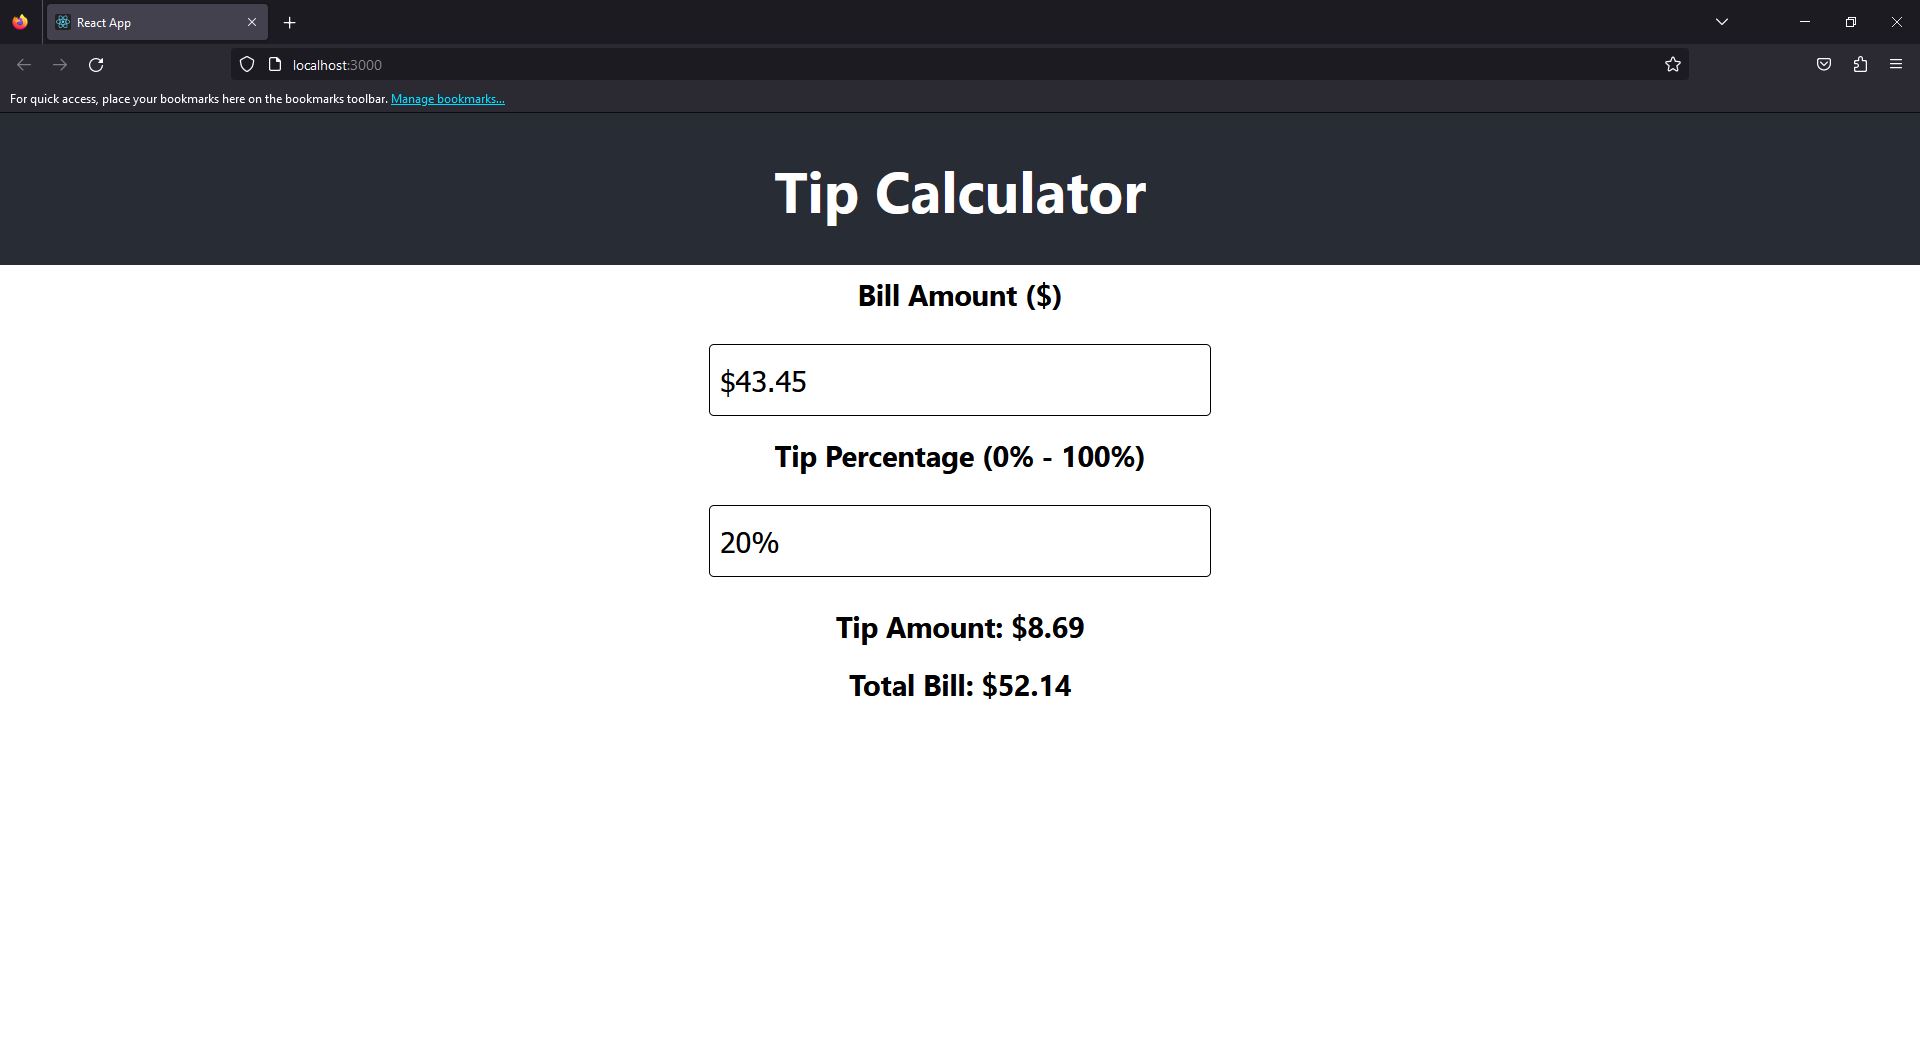 React App
localhost:3000
For quick access, place your bookmarks here on the bookmarks toolbar. Manage bookmarks...
Tip Calculator
Bill Amount ($)
$43.45
Tip Percentage (0% - 100%)
20%
Tip Amount: $8.69
Total Bill: $52.14